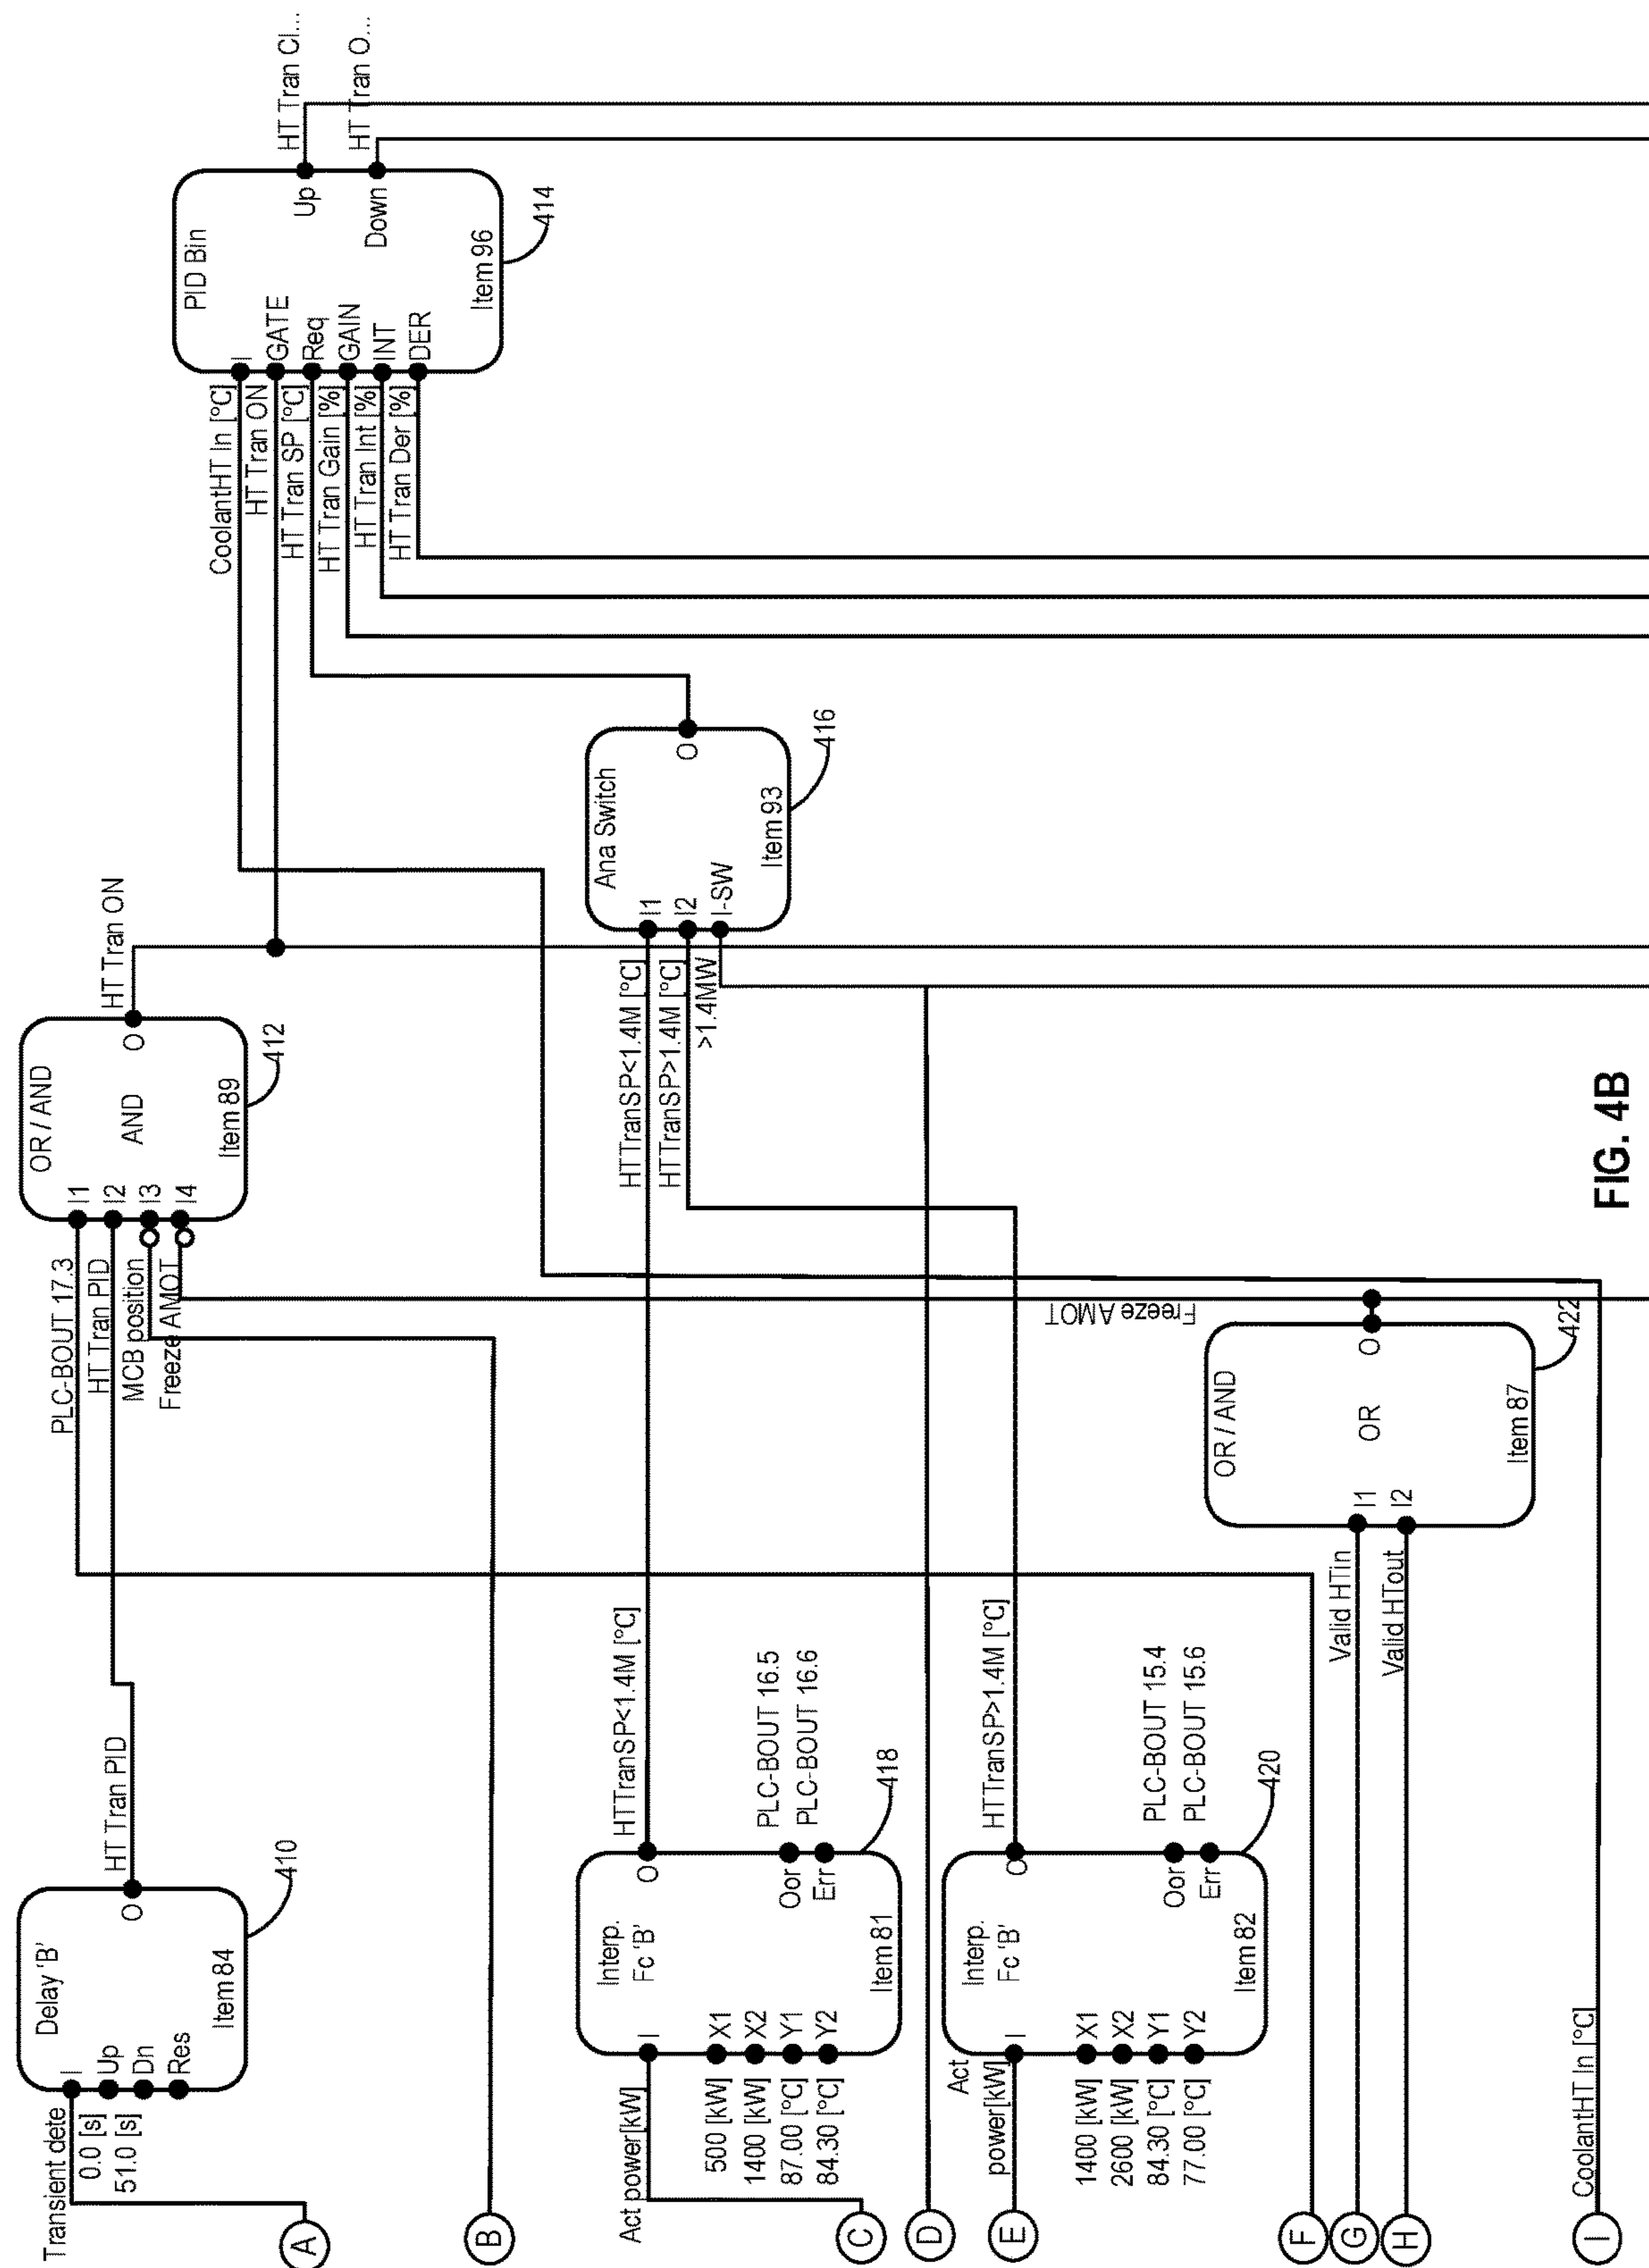 Transient dete
0.0 [s]
51.0 [s]
Delay 'B'
I
Up
Dn
Res
O
Item 84
410
HT Tran PID
A
PLC-BOUT 17.3
HT Tran PID
MCB position
Freeze AMOT
OR / AND
I1
I2
I3
I4
AND
O
Item 89
412
HT Tran ON
B
CoolantHT In [°C]
HT Tran ON
HT Tran SP [°C]
HT Tran Gain [%]
HT Tran Int [%]
HT Tran Der [%]
PID Bin
I
GATE
Req
GAIN
INT
DER
Up
Down
Item 96
414
HT Tran Cl...
HT Tran O...
Act power[kW]
500 [kW]
1400 [kW]
87.00 [°C]
84.30 [°C]
Interp.
Fc 'B'
I
X1
X2
Y1
Y2
O
Oor
Err
Item 81
418
HTTranSP<1.4M [°C]
PLC-BOUT 16.5
PLC-BOUT 16.6
C
HTTranSP<1.4M [°C]
HTTranSP>1.4M [°C]
>1.4MW
Ana Switch
I1
I2
I-SW
O
Item 93
416
D
Act
power[kW]
1400 [kW]
2600 [kW]
84.30 [°C]
77.00 [°C]
Interp.
Fc 'B'
I
X1
X2
Y1
Y2
O
Oor
Err
Item 82
420
HTTranSP>1.4M [°C]
PLC-BOUT 15.4
PLC-BOUT 15.6
E
F
G
H
Valid HTin
Valid HTout
OR / AND
I1
I2
OR
O
Item 87
422
Freeze AMOT
I
CoolantHT In [°C]
FIG. 4B